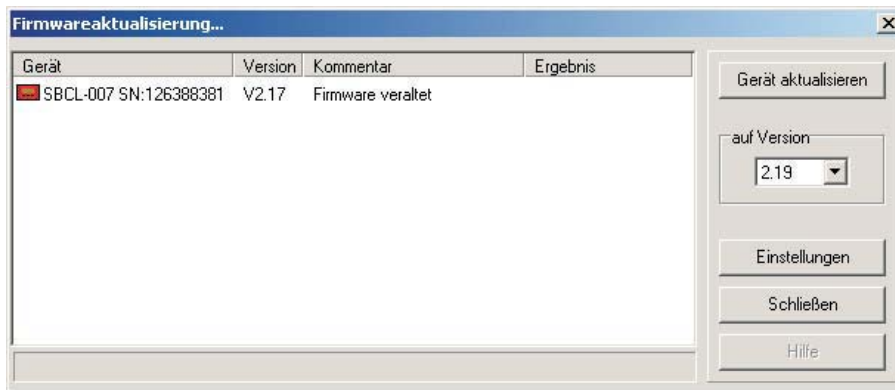 Firmwareaktualisierung...
Gerät Version Kommentar Ergebnis
SBCL-007 SN:126388381 V2.17 Firmware veraltet
Gerät aktualisieren
auf Version
2.19
Einstellungen
Schließen
Hilfe